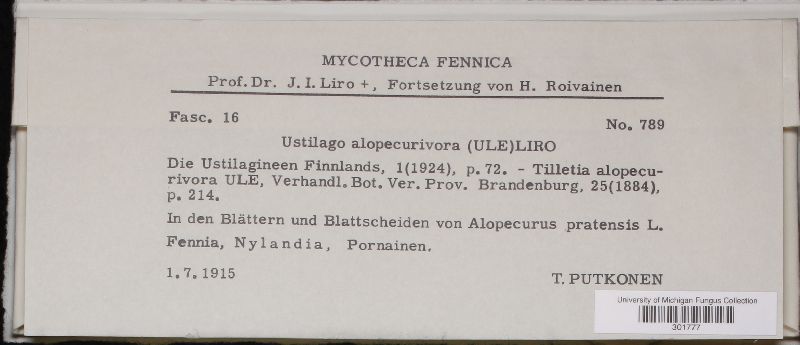 MYCOTHECA FENNICA
Prof. Dr. J. I. Liro +, Fortsetzung von H. Roivainen
Fasc. 16
No. 789
Ustilago alopecurivora (ULE)LIRO
Die Ustilagineen Finnlands, 1(1924), p. 72. - Tilletia alopecu-
rivora ULE, Verhandl. Bot. Ver. Prov. Brandenburg, 25(1884),
p. 214.
In den Blättern und Blattscheiden von Alopecurus pratensis L.
Fennia, Nylandia, Pornainen.
1. 7. 1915
T. PUTKONEN
University of Michigan Fungus Collection
301777